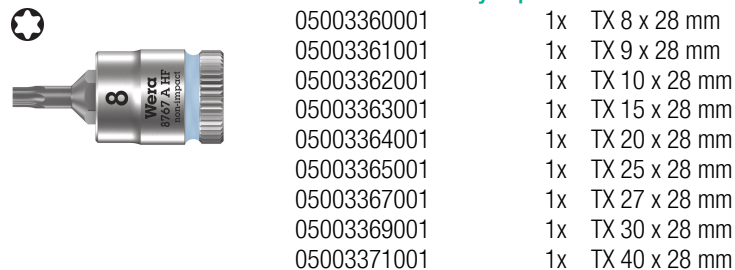 05003360001 1x TX 8 x 28 mm
05003361001 1x TX 9 x 28 mm
05003362001 1x TX 10 x 28 mm
05003363001 1x TX 15 x 28 mm
05003364001 1x TX 20 x 28 mm
05003365001 1x TX 25 x 28 mm
05003367001 1x TX 27 x 28 mm
05003369001 1x TX 30 x 28 mm
05003371001 1x TX 40 x 28 mm
8
Wera
8767 A HF
non-impact